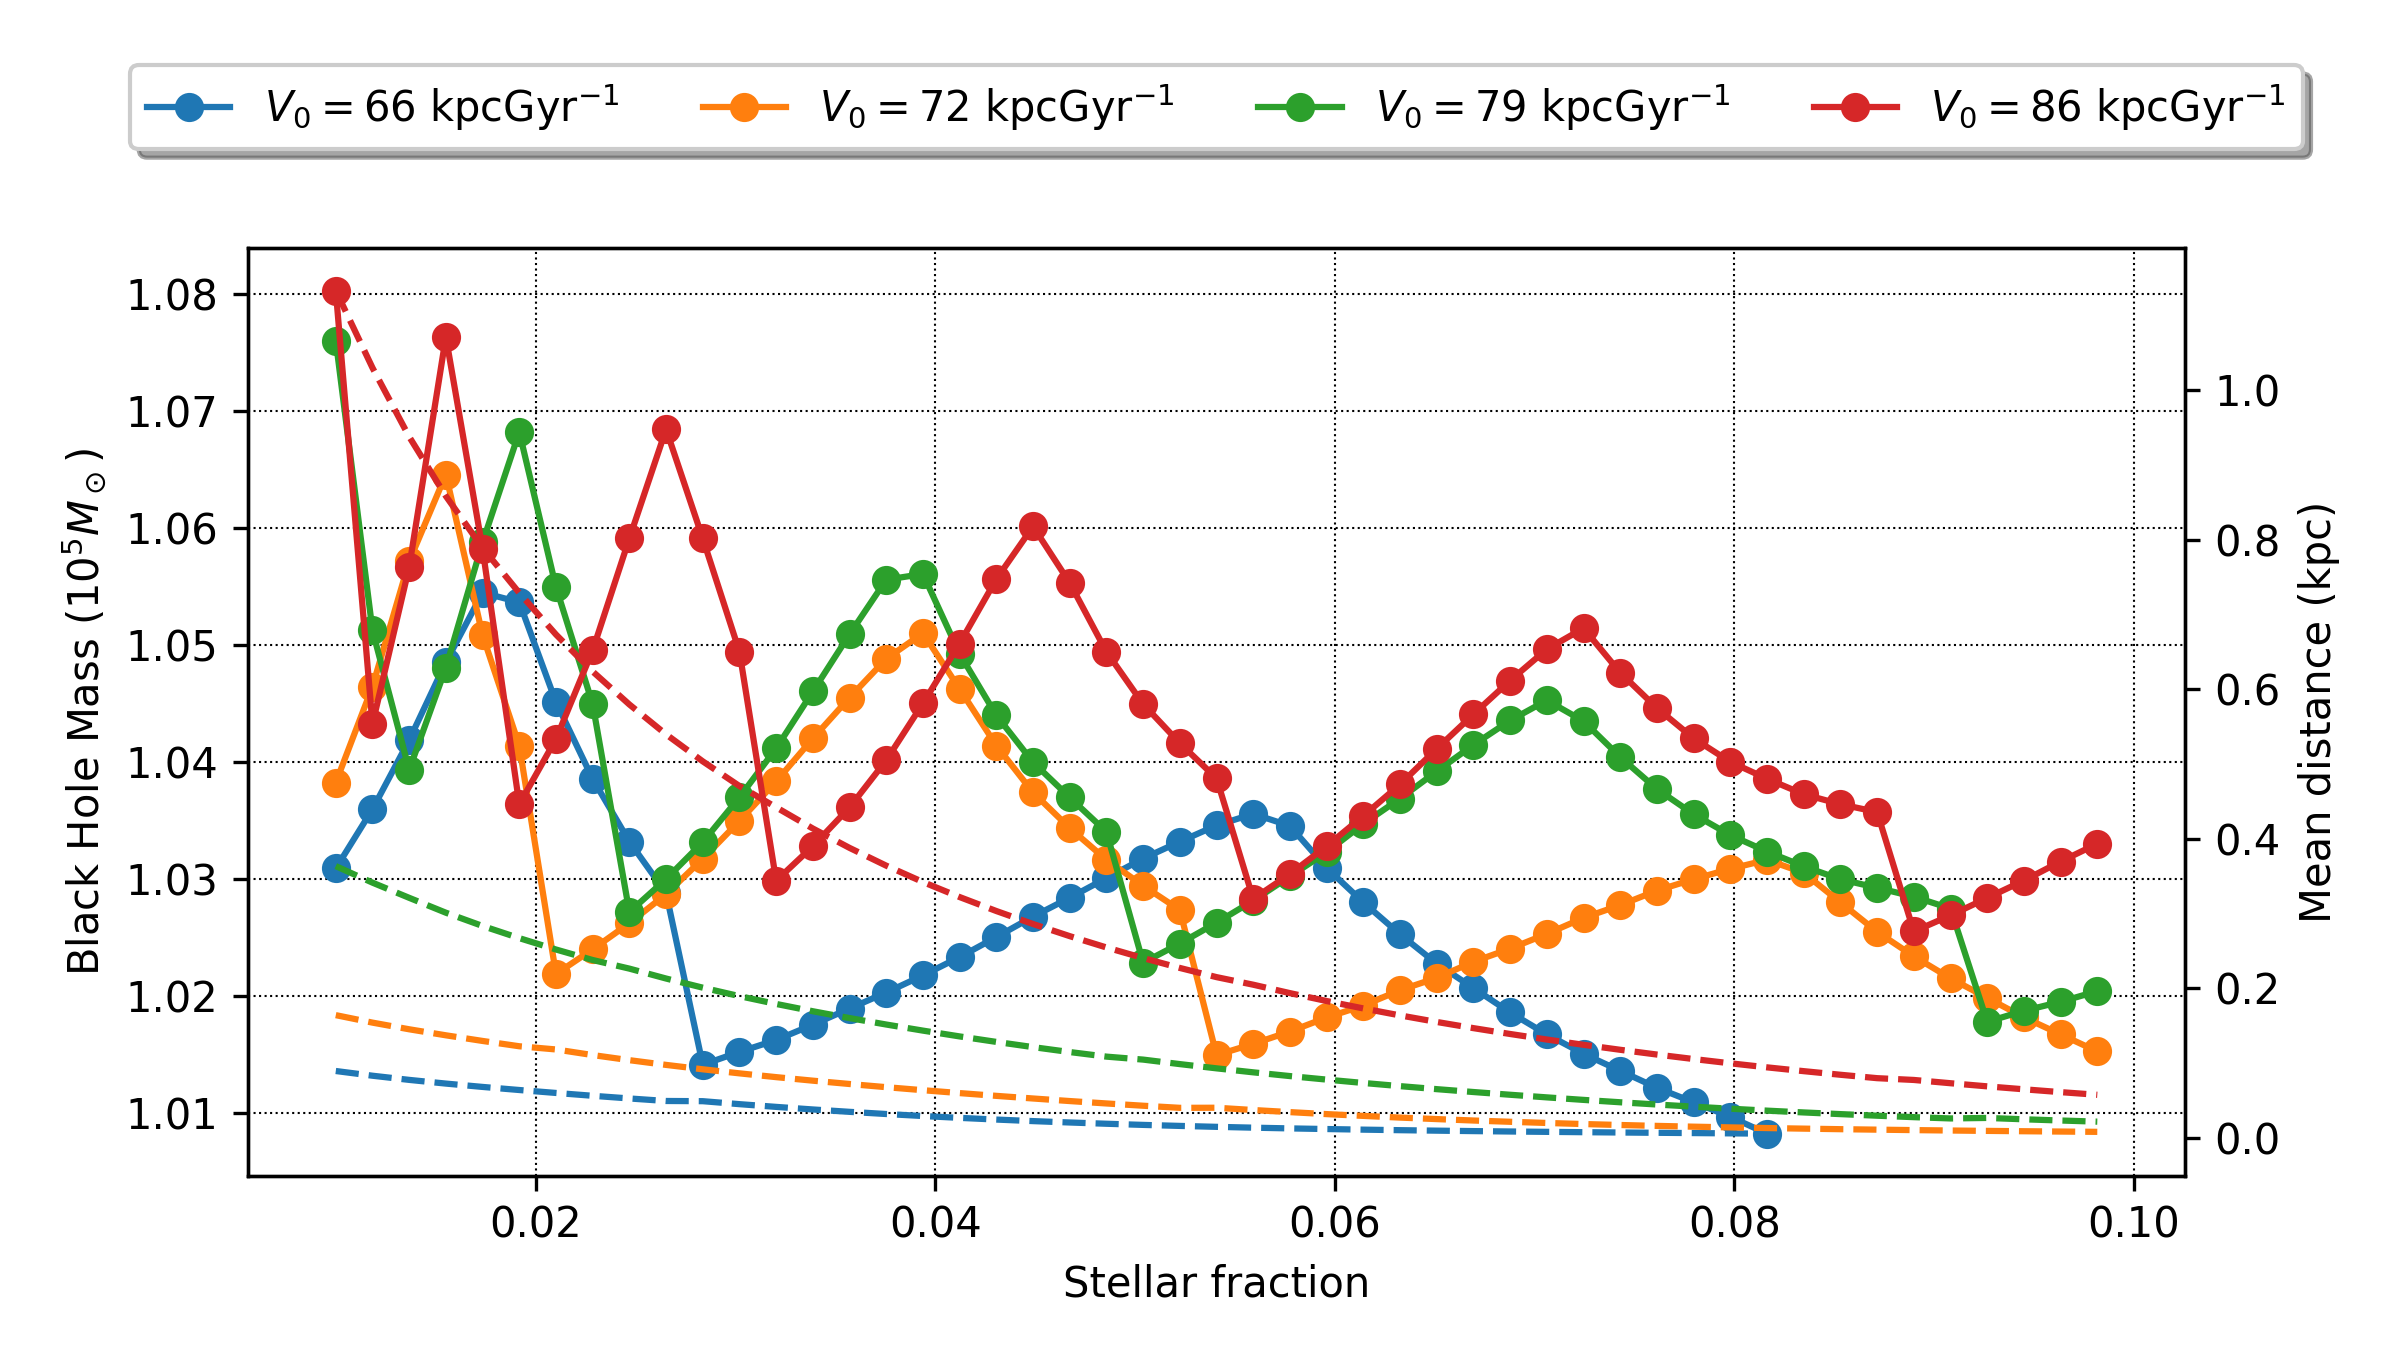 V₀ = 66 kpcGyr⁻¹ V₀ = 72 kpcGyr⁻¹ V₀ = 79 kpcGyr⁻¹ V₀ = 86 kpcGyr⁻¹
Black Hole Mass (10⁵M⊙)
1.08
1.07
1.06
1.05
1.04
1.03
1.02
1.01
1.0
0.8
0.6
0.4
0.2
0.0
Mean distance (kpc)
0.02 0.04 0.06 0.08 0.10
Stellar fraction